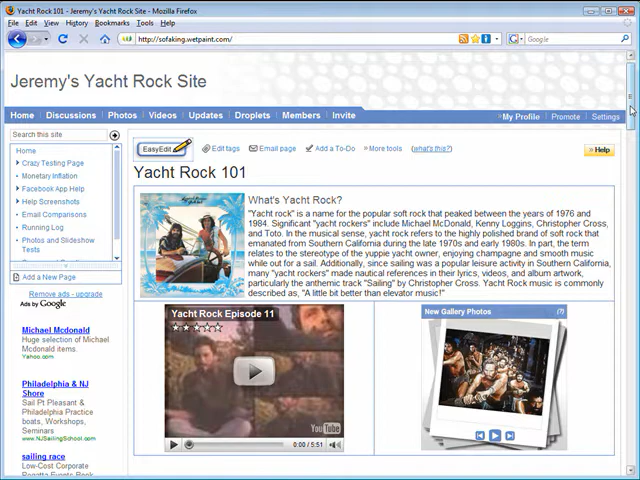 Yacht Rock 101 - Jeremy's Yacht Rock Site - Mozilla Firefox
File Edit View History Bookmarks Tools Help
http://sofaking.wetpaint.com/
Google
Jeremy's Yacht Rock Site
Home Discussions Photos Videos Updates Droplets Members Invite
My Profile Promote Settings
Search this site
EasyEdit Edit tags Email page Add a To-Do More tools (what's this?)
Help
Home
Crazy Testing Page
Monetary Inflation
Facebook App Help
Help Screenshots
Email Comparisons
Running Log
Photos and Slideshow
Tests
Add a New Page
Remove ads - upgrade
Ads by Google
Michael Mcdonald
Huge selection of Michael
Mcdonald items.
Yahoo.com
Philadelphia & NJ
Shore
Sail Pt Pleasant &
Philadelphia Practice
boats, Workshops,
Seminars
www.NJSailingSchool.com
sailing race
Low-Cost Corporate
Yacht Rock 101
What's Yacht Rock?
"Yacht rock" is a name for the popular soft rock that peaked between the years of 1976 and
1984. Significant "yacht rockers" include Michael McDonald, Kenny Loggins, Christopher Cross,
and Toto. In the musical sense, yacht rock refers to the highly polished brand of soft rock that
emanated from Southern California during the late 1970s and early 1980s. In part, the term
relates to the stereotype of the yuppie yacht owner, enjoying champagne and smooth music
while out for a sail. Additionally, since sailing was a popular leisure activity in Southern California,
many "yacht rockers" made nautical references in their lyrics, videos, and album artwork,
particularly the anthemic track "Sailing" by Christopher Cross. Yacht Rock music is commonly
described as, "A little bit better than elevator music!"
Yacht Rock Episode 11
YouTube
0:00 / 5:51
New Gallery Photos (?)